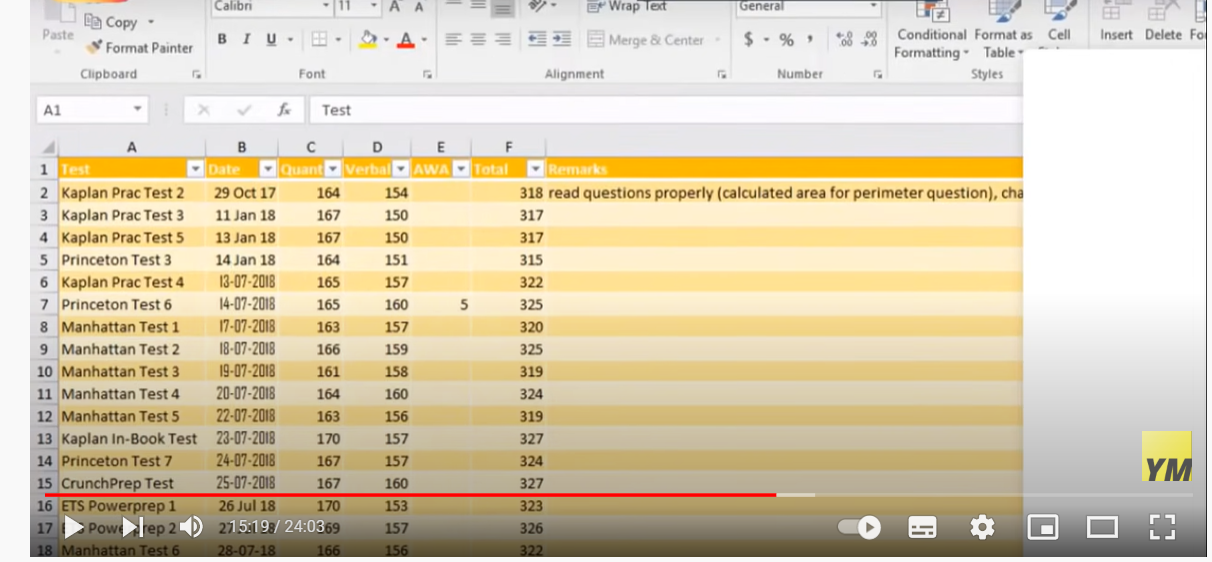 Calibri 11 A A Wrap Text General
Copy
Paste B I U Merge & Center $ % , Conditional Format as Cell Insert Delete
Format Painter Formatting Table
Clipboard Font Alignment Number Styles
A1 fx Test
A B C D E F
1 Test Date Quant Verbal AWA Total Remarks
2 Kaplan Prac Test 2 29 Oct 17 164 154 318 read questions properly (calculated area for perimeter question), cha
3 Kaplan Prac Test 3 11 Jan 18 167 150 317
4 Kaplan Prac Test 5 13 Jan 18 167 150 317
5 Princeton Test 3 14 Jan 18 164 151 315
6 Kaplan Prac Test 4 13-07-2018 165 157 322
7 Princeton Test 6 14-07-2018 165 160 5 325
8 Manhattan Test 1 17-07-2018 163 157 320
9 Manhattan Test 2 18-07-2018 166 159 325
10 Manhattan Test 3 19-07-2018 161 158 319
11 Manhattan Test 4 20-07-2018 164 160 324
12 Manhattan Test 5 22-07-2018 163 156 319
13 Kaplan In-Book Test 23-07-2018 170 157 327
14 Princeton Test 7 24-07-2018 167 157 324
YM
15 CrunchPrep Test 25-07-2018 167 160 327
16 ETS Powerprep 1 26 Jul 18 170 153 323
17 157 326
15:19 / 24:03
18 Manhattan Test 6 28-07-18 166 156 322